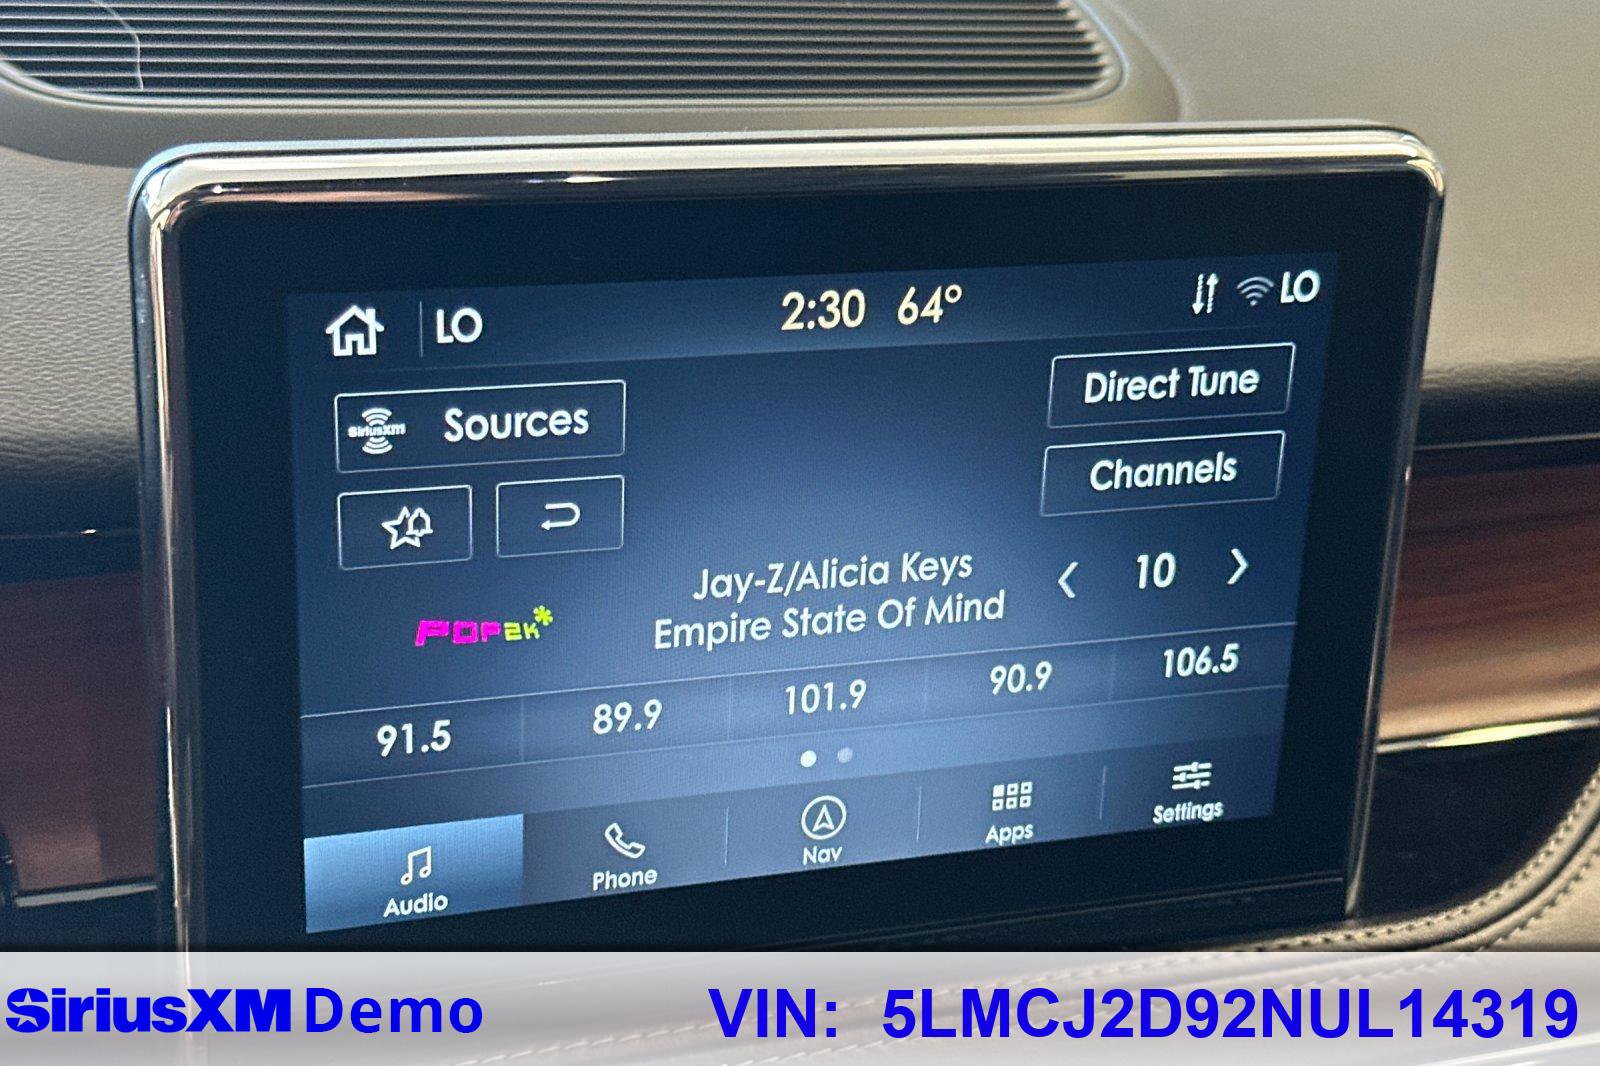 LO
2:30 64°
LO
SiriusXm Sources
Direct Tune
Channels
Jay-Z/Alicia Keys
Empire State Of Mind
10
POP2K*
91.5
89.9
101.9
90.9
106.5
Audio
Phone
Nav
Apps
Settings
SiriusXM Demo
VIN: 5LMCJ2D92NUL14319